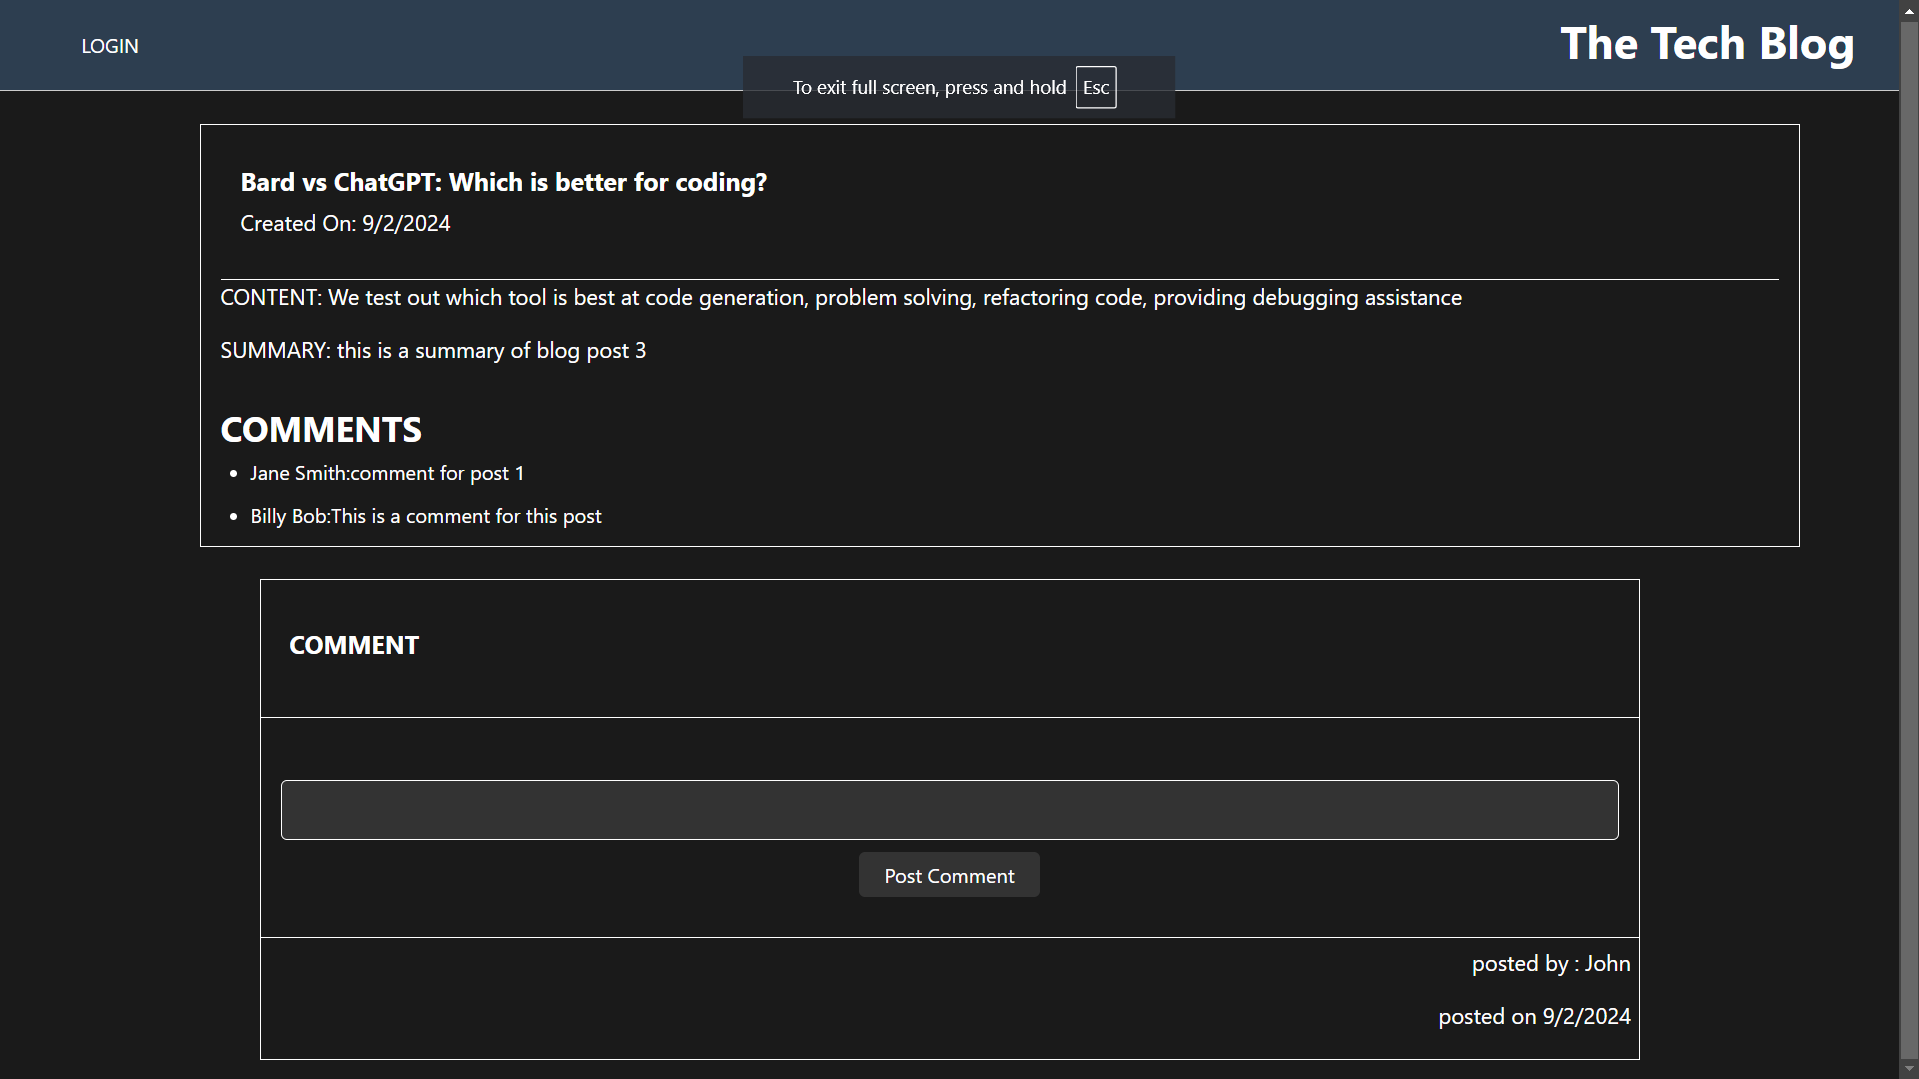 LOGIN
The Tech Blog
To exit full screen, press and hold Esc
Bard vs ChatGPT: Which is better for coding?
Created On: 9/2/2024
CONTENT: We test out which tool is best at code generation, problem solving, refactoring code, providing debugging assistance
SUMMARY: this is a summary of blog post 3
COMMENTS
• Jane Smith:comment for post 1
• Billy Bob:This is a comment for this post
COMMENT
Post Comment
posted by : John
posted on 9/2/2024